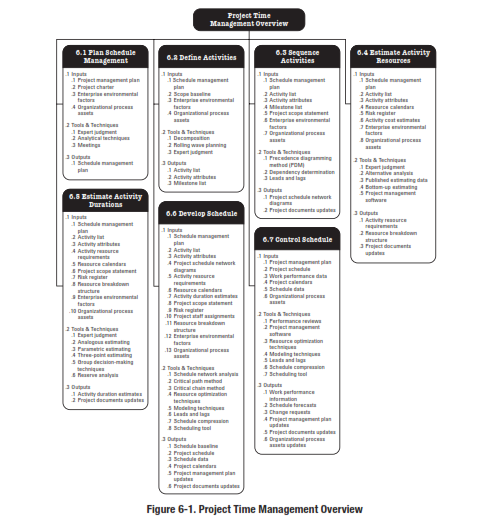 Project Time
Management Overview
6.1 Plan Schedule
Management
.1 Inputs
.1 Project management plan
.2 Project charter
.3 Enterprise environmental
factors
.4 Organizational process
assets
.2 Tools & Techniques
.1 Expert judgment
.2 Analytical techniques
.3 Meetings
.3 Outputs
.1 Schedule management
plan
6.2 Define Activities
.1 Inputs
.1 Schedule management
plan
.2 Scope baseline
.3 Enterprise environmental
factors
.4 Organizational process
assets
.2 Tools & Techniques
.1 Decomposition
.2 Rolling wave planning
.3 Expert judgment
.3 Outputs
.1 Activity list
.2 Activity attributes
.3 Milestone list
6.3 Sequence
Activities
.1 Inputs
.1 Schedule management
plan
.2 Activity list
.3 Activity attributes
.4 Milestone list
.5 Project scope statement
.6 Enterprise environmental
factors
.7 Organizational process
assets
.2 Tools & Techniques
.1 Precedence diagramming
method (PDM)
.2 Dependency determination
.3 Leads and lags
.3 Outputs
.1 Project schedule network
diagrams
.2 Project documents updates
6.4 Estimate Activity
Resources
.1 Inputs
.1 Schedule management
plan
.2 Activity list
.3 Activity attributes
.4 Resource calendars
.5 Risk register
.6 Activity cost estimates
.7 Enterprise environmental
factors
.8 Organizational process
assets
.2 Tools & Techniques
.1 Expert judgment
.2 Alternative analysis
.3 Published estimating data
.4 Bottom-up estimating
.5 Project management
software
.3 Outputs
.1 Activity resource
requirements
.2 Resource breakdown
structure
.3 Project documents
updates
6.5 Estimate Activity
Durations
.1 Inputs
.1 Schedule management
plan
.2 Activity list
.3 Activity attributes
.4 Activity resource
requirements
.5 Resource calendars
.6 Project scope statement
.7 Risk register
.8 Resource breakdown
structure
.9 Enterprise environmental
factors
.10 Organizational process
assets
.2 Tools & Techniques
.1 Expert judgment
.2 Analogous estimating
.3 Parametric estimating
.4 Three-point estimating
.5 Group decision-making
techniques
.6 Reserve analysis
.3 Outputs
.1 Activity duration estimates
.2 Project documents updates
6.6 Develop Schedule
.1 Inputs
.1 Schedule management
plan
.2 Activity list
.3 Activity attributes
.4 Project schedule network
diagrams
.5 Activity resource
requirements
.6 Resource calendars
.7 Activity duration estimates
.8 Project scope statement
.9 Risk register
.10 Project staff assignments
.11 Resource breakdown
structure
.12 Enterprise environmental
factors
.13 Organizational process
assets
.2 Tools & Techniques
.1 Schedule network analysis
.2 Critical path method
.3 Critical chain method
.4 Resource optimization
techniques
.5 Modeling techniques
.6 Leads and lags
.7 Schedule compression
.8 Scheduling tool
.3 Outputs
.1 Schedule baseline
.2 Project schedule
.3 Schedule data
.4 Project calendars
.5 Project management plan
updates
.6 Project documents updates
6.7 Control Schedule
.1 Inputs
.1 Project management plan
.2 Project schedule
.3 Work performance data
.4 Project calendars
.5 Schedule data
.6 Organizational process
assets
.2 Tools & Techniques
.1 Performance reviews
.2 Project management
software
.3 Resource optimization
techniques
.4 Modeling techniques
.5 Leads and lags
.6 Schedule compression
.7 Scheduling tool
.3 Outputs
.1 Work performance
information
.2 Schedule forecasts
.3 Change requests
.4 Project management plan
updates
.5 Project documents updates
.6 Organizational process
assets updates
Figure 6-1. Project Time Management Overview